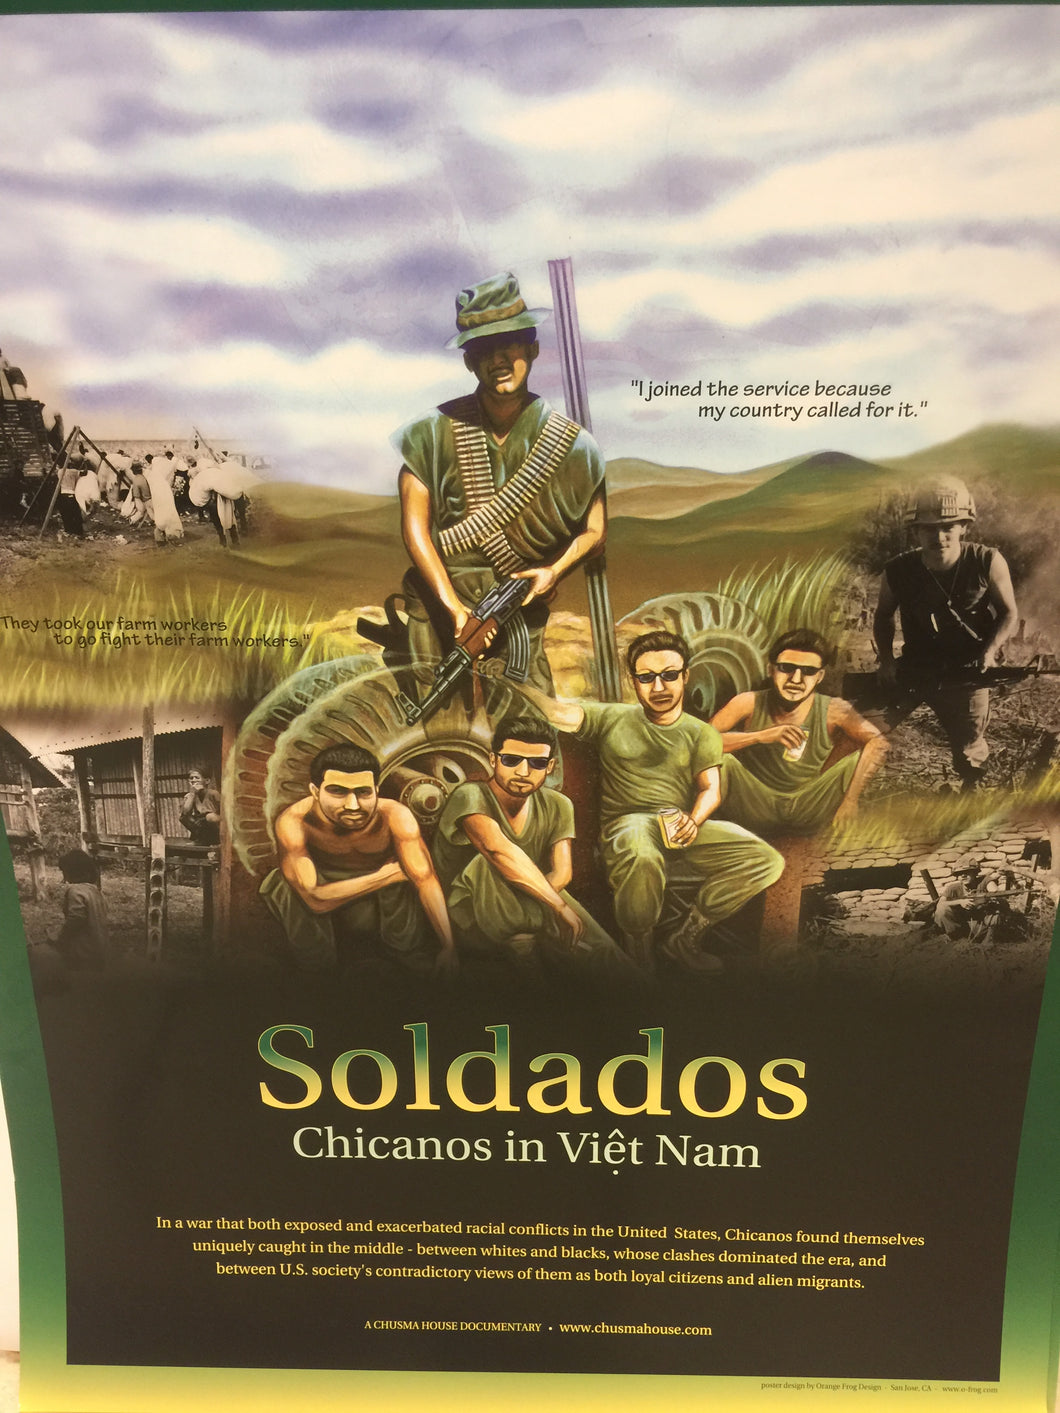 "I joined the service because
my country called for it."
They took our farm workers
to go fight their farm workers."
Soldados
Chicanos in Việt Nam
In a war that both exposed and exacerbated racial conflicts in the United States, Chicanos found themselves
uniquely caught in the middle - between whites and blacks, whose clashes dominated the era, and
between U.S. society's contradictory views of them as both loyal citizens and alien migrants.
A CHUSMA HOUSE DOCUMENTARY • www.chusmahouse.com
poster design by Orange Frog Design - San Jose, CA - www.o-frog.com